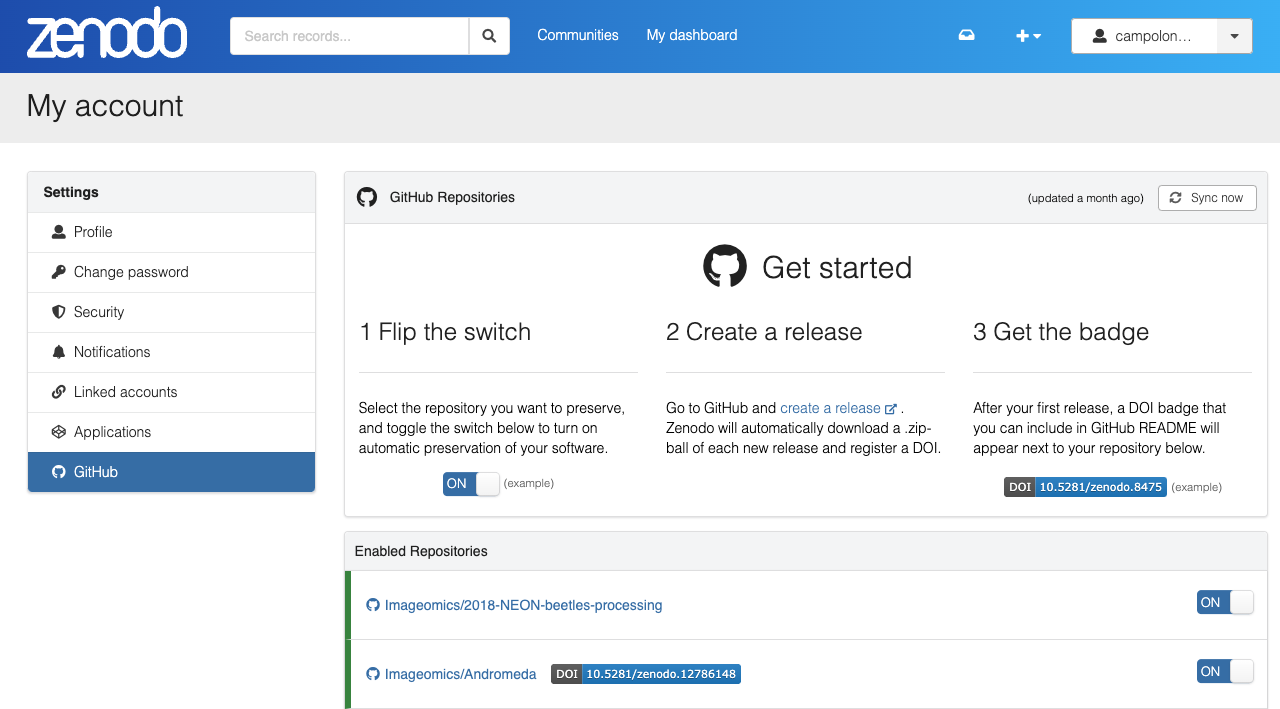 zenodo
Search records...
Communities
My dashboard
campolon...
My account
Settings
Profile
Change password
Security
Notifications
Linked accounts
Applications
GitHub
GitHub Repositories
(updated a month ago)
Sync now
Get started
1 Flip the switch
Select the repository you want to preserve,
and toggle the switch below to turn on
automatic preservation of your software.
ON (example)
2 Create a release
Go to GitHub and create a release .
Zenodo will automatically download a .zip-
ball of each new release and register a DOI.
3 Get the badge
After your first release, a DOI badge that
you can include in GitHub README will
appear next to your repository below.
DOI 10.5281/zenodo.8475 (example)
Enabled Repositories
Imageomics/2018-NEON-beetles-processing
ON
Imageomics/Andromeda DOI 10.5281/zenodo.12786148
ON